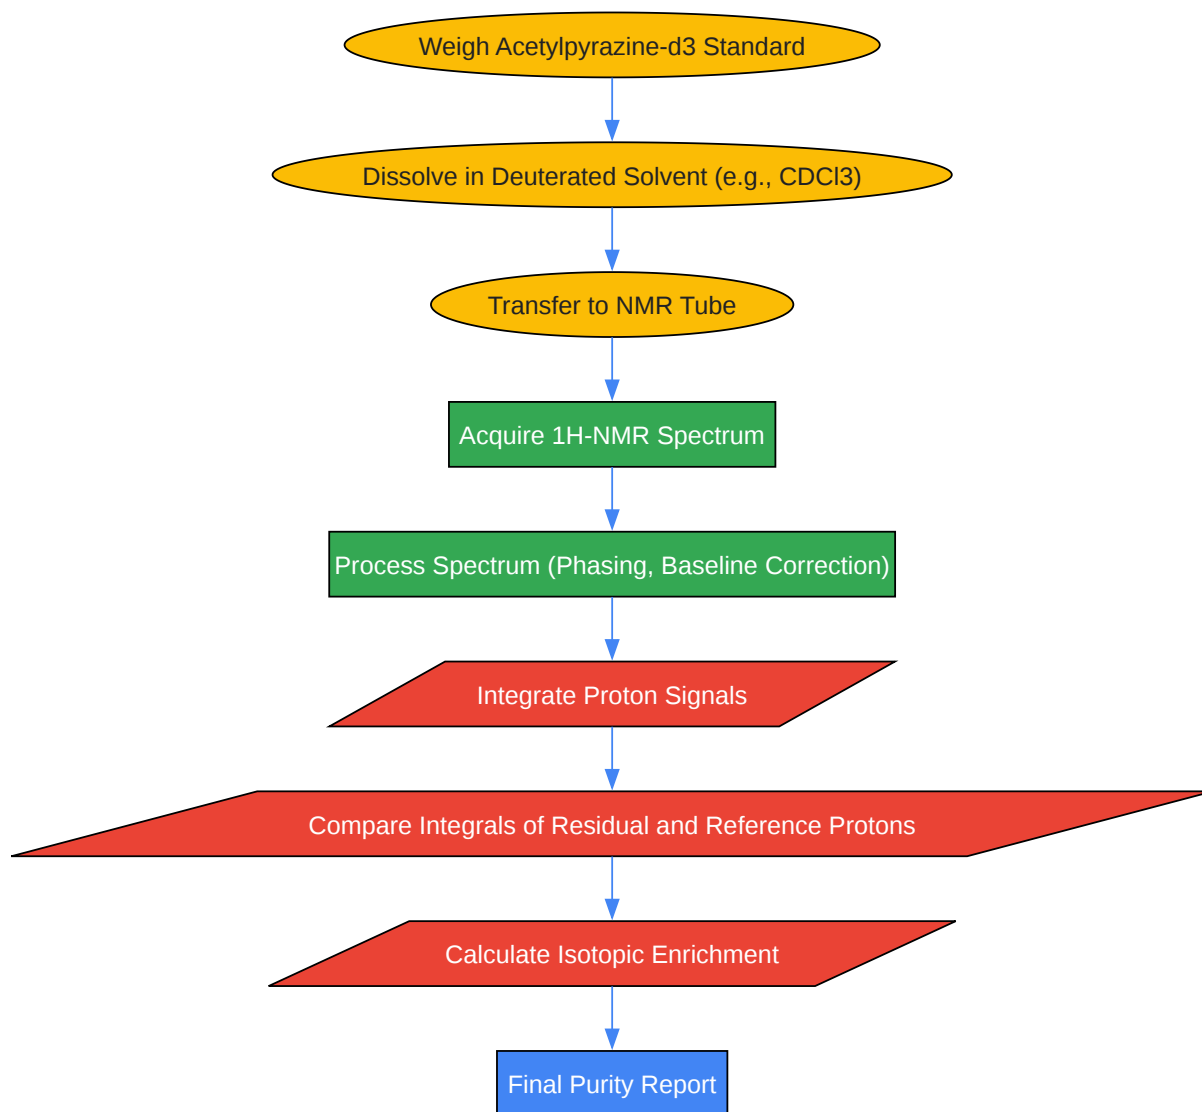 Weigh Acetylpyrazine-d3 Standard
Dissolve in Deuterated Solvent (e.g., CDCl3)
Transfer to NMR Tube
Acquire 1H-NMR Spectrum
Process Spectrum (Phasing, Baseline Correction)
Integrate Proton Signals
Compare Integrals of Residual and Reference Protons
Calculate Isotopic Enrichment
Final Purity Report